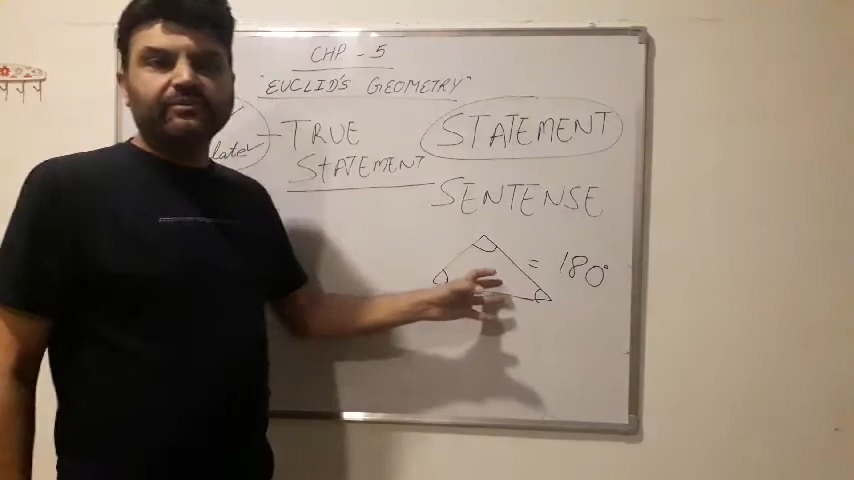 CHP - 5
"EUCLID'S GEOMETRY"
TRUE
STATEMENT
STATEMENT
SENTENSE
= 180°